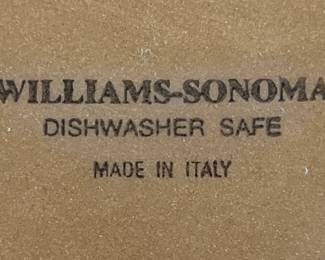 WILLIAMS-SONOMA
DISHWASHER SAFE
MADE IN ITALY